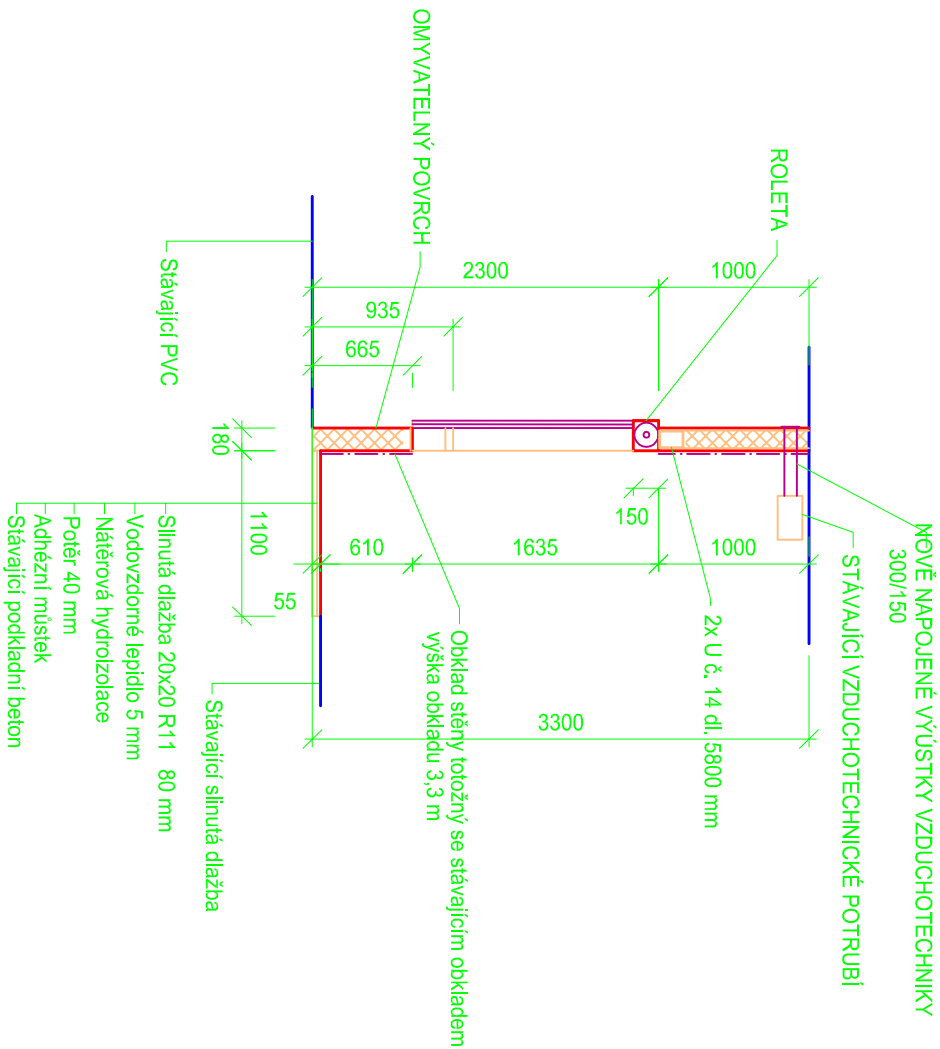 OMYVATELNÝ POVRCH
ROLETA
NOVĚ NAPOJENÉ VÝÚSTKY VZDUCHOTECHNIKY
300/150
STÁVAJÍCÍ VZDUCHOTECHNICKÉ POTRUBÍ
2x U č. 14 dl. 5800 mm
Obklad stěny totožný se stávajícím obkladem
výška obkladu 3,3 m
Stávající PVC
Stávající slinutá dlažba
Slinutá dlažba 20x20 R11 80 mm
Vodovzdorné lepidlo 5 mm
Nátěrová hydroizolace
Potěr 40 mm
Adhézní můstek
Stávající podkladní beton
2300
1000
935
665
180
1100
150
610
1635
1000
55
3300